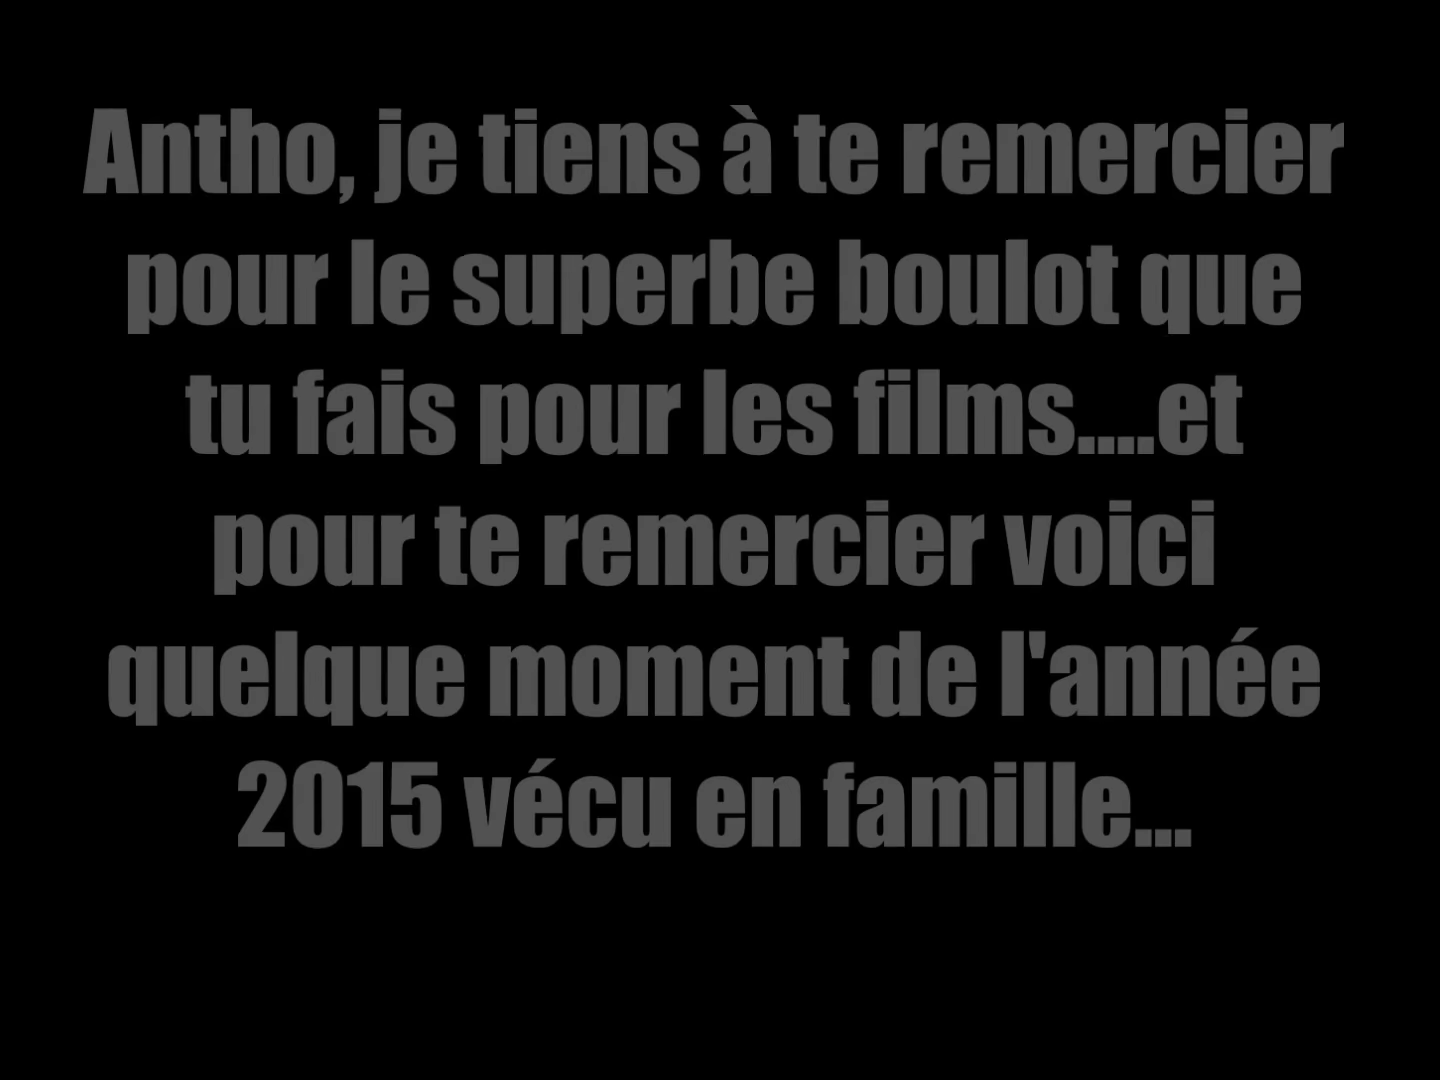 Antho, je tiens à te remercier
pour le superbe boulot que
tu fais pour les films....et
pour te remercier voici
quelque moment de l'année
2015 vécu en famille...